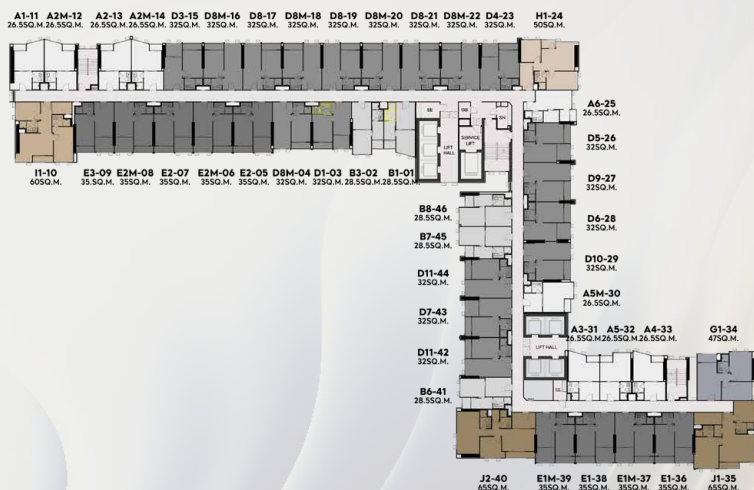 A1-11 A2M-12 A2-13 A2M-14 D3-15 D8M-16 D8-17 D8M-18 D8-19 D8M-20 D8-21 D8M-22 D4-23 H1-24
26.5SQ.M. 26.5SQ.M. 26.5SQ.M. 26.5SQ.M. 32SQ.M. 32SQ.M. 32SQ.M. 32SQ.M. 32SQ.M. 32SQ.M. 32SQ.M. 32SQ.M. 32SQ.M. 50SQ.M.
A6-25
26.5SQ.M.
D5-26
32SQ.M.
LIFT
HALL
SERVICE
LIFT
I1-10 E3-09 E2M-08 E2-07 E2M-06 E2-05 D8M-04 D1-03 B3-02 B1-01
60SQ.M. 35.SQ.M. 35SQ.M. 35SQ.M. 35SQ.M. 35SQ.M. 32SQ.M. 32SQ.M. 28.5SQ.M. 28.5SQ.M.
D9-27
32SQ.M.
B8-46
28.5SQ.M.
D6-28
32SQ.M.
B7-45
28.5SQ.M.
D10-29
32SQ.M.
D11-44
32SQ.M.
A5M-30
26.5SQ.M.
D7-43
32SQ.M.
A3-31 A5-32 A4-33 G1-34
26.5SQ.M. 26.5SQ.M. 26.5SQ.M. 47SQ.M.
LIFT HALL
D11-42
32SQ.M.
B6-41
28.5SQ.M.
J2-40 E1M-39 E1-38 E1M-37 E1-36 J1-35
65SQ.M. 35SQ.M. 35SQ.M. 35SQ.M. 35SQ.M. 65SQ.M.